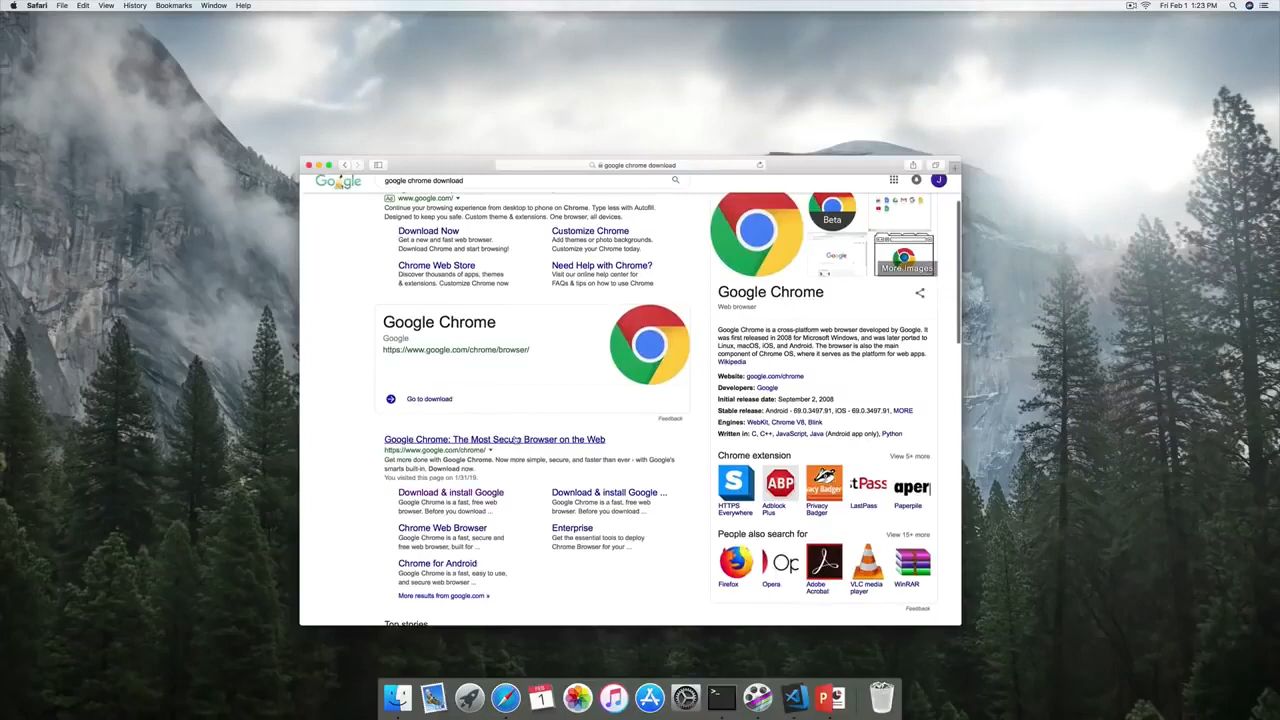 Safari File Edit View History Bookmarks Window Help
Fri Feb 1 1:23 PM
google chrome download
Google
google chrome download
J
Ad www.google.com/
Continue your browsing experience from desktop to phone on Chrome. Type less with Autofill.
Designed to keep you safe. Custom theme & extensions. One browser, all devices.
Download Now
Get a new and fast web browser.
Download Chrome and start browsing!
Customize Chrome
Add themes or photo backgrounds.
Customize your Chrome today.
Chrome Web Store
Discover thousands of apps, themes
& extensions. Customize Chrome now
Need Help with Chrome?
Visit our online help center for
FAQs & tips on how to use Chrome
Google Chrome
Google
https://www.google.com/chrome/browser/
Go to download
Feedback
Google Chrome: The Most Secure Browser on the Web
https://www.google.com/chrome/
Get more done with Google Chrome. Now more simple, secure, and faster than ever - with Google's
smarts built-in. Download now.
You visited this page on 1/31/19.
Download & install Google
Google Chrome is a fast, free web
browser. Before you download ...
Download & install Google ...
Google Chrome is a fast, free web
browser. Before you download ...
Chrome Web Browser
Google Chrome is a fast, secure and
free web browser, built for ...
Enterprise
Get the essential tools to deploy
Chrome Browser for your ...
Chrome for Android
Google Chrome is a fast, easy to use,
and secure web browser ...
More results from google.com »
Top stories
Beta
Google
More images
Google Chrome
Web browser
Google Chrome is a cross-platform web browser developed by Google. It
was first released in 2008 for Microsoft Windows, and was later ported to
Linux, macOS, iOS, and Android. The browser is also the main
component of Chrome OS, where it serves as the platform for web apps.
Wikipedia
Website: google.com/chrome
Developers: Google
Initial release date: September 2, 2008
Stable release: Android - 69.0.3497.91, iOS - 69.0.3497.91, MORE
Engines: WebKit, Chrome V8, Blink
Written in: C, C++, JavaScript, Java (Android app only), Python
Chrome extension
View 5+ more
S
ABP
acy Badger
tPass
aper
HTTPS Everywhere
Adblock Plus
Privacy Badger
LastPass
Paperpile
People also search for
View 15+ more
Op
Firefox
Opera
Adobe Acrobat
VLC media player
WinRAR
Feedback
FEB
1